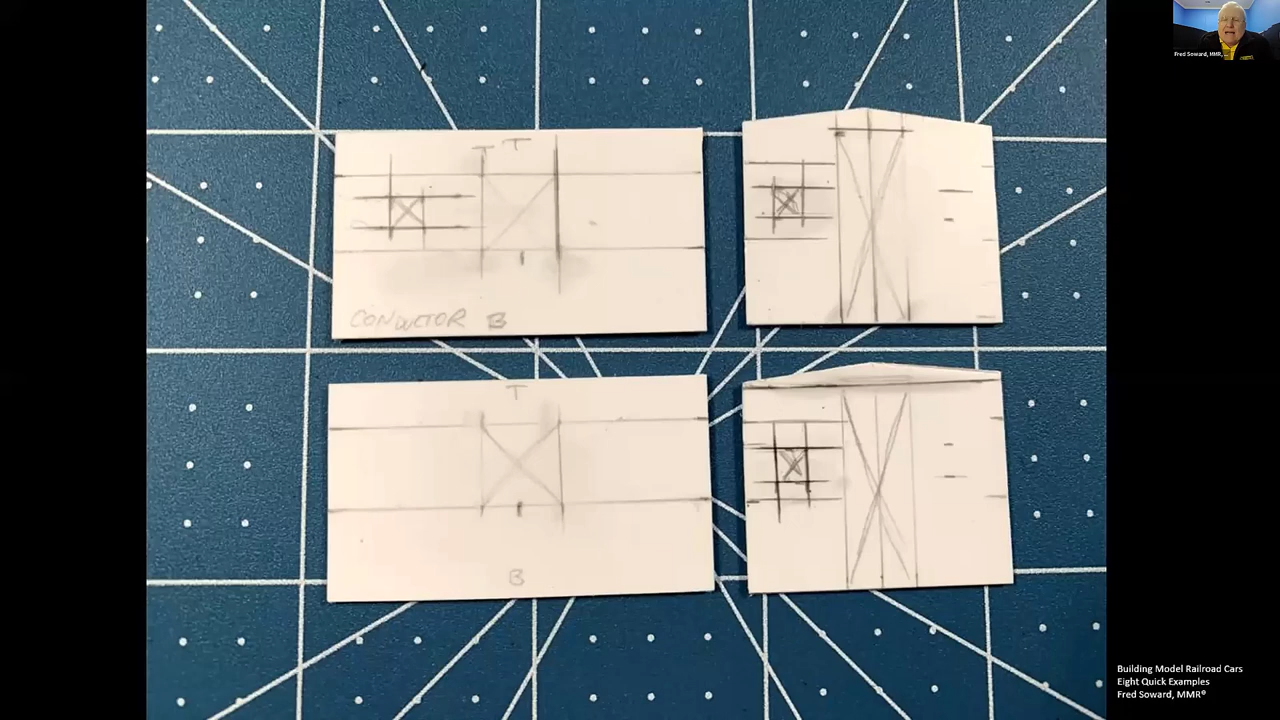 Fred Soward, MMR, ...
T T
CONDUCTOR B
T
B
Building Model Railroad Cars
Eight Quick Examples
Fred Soward, MMR®